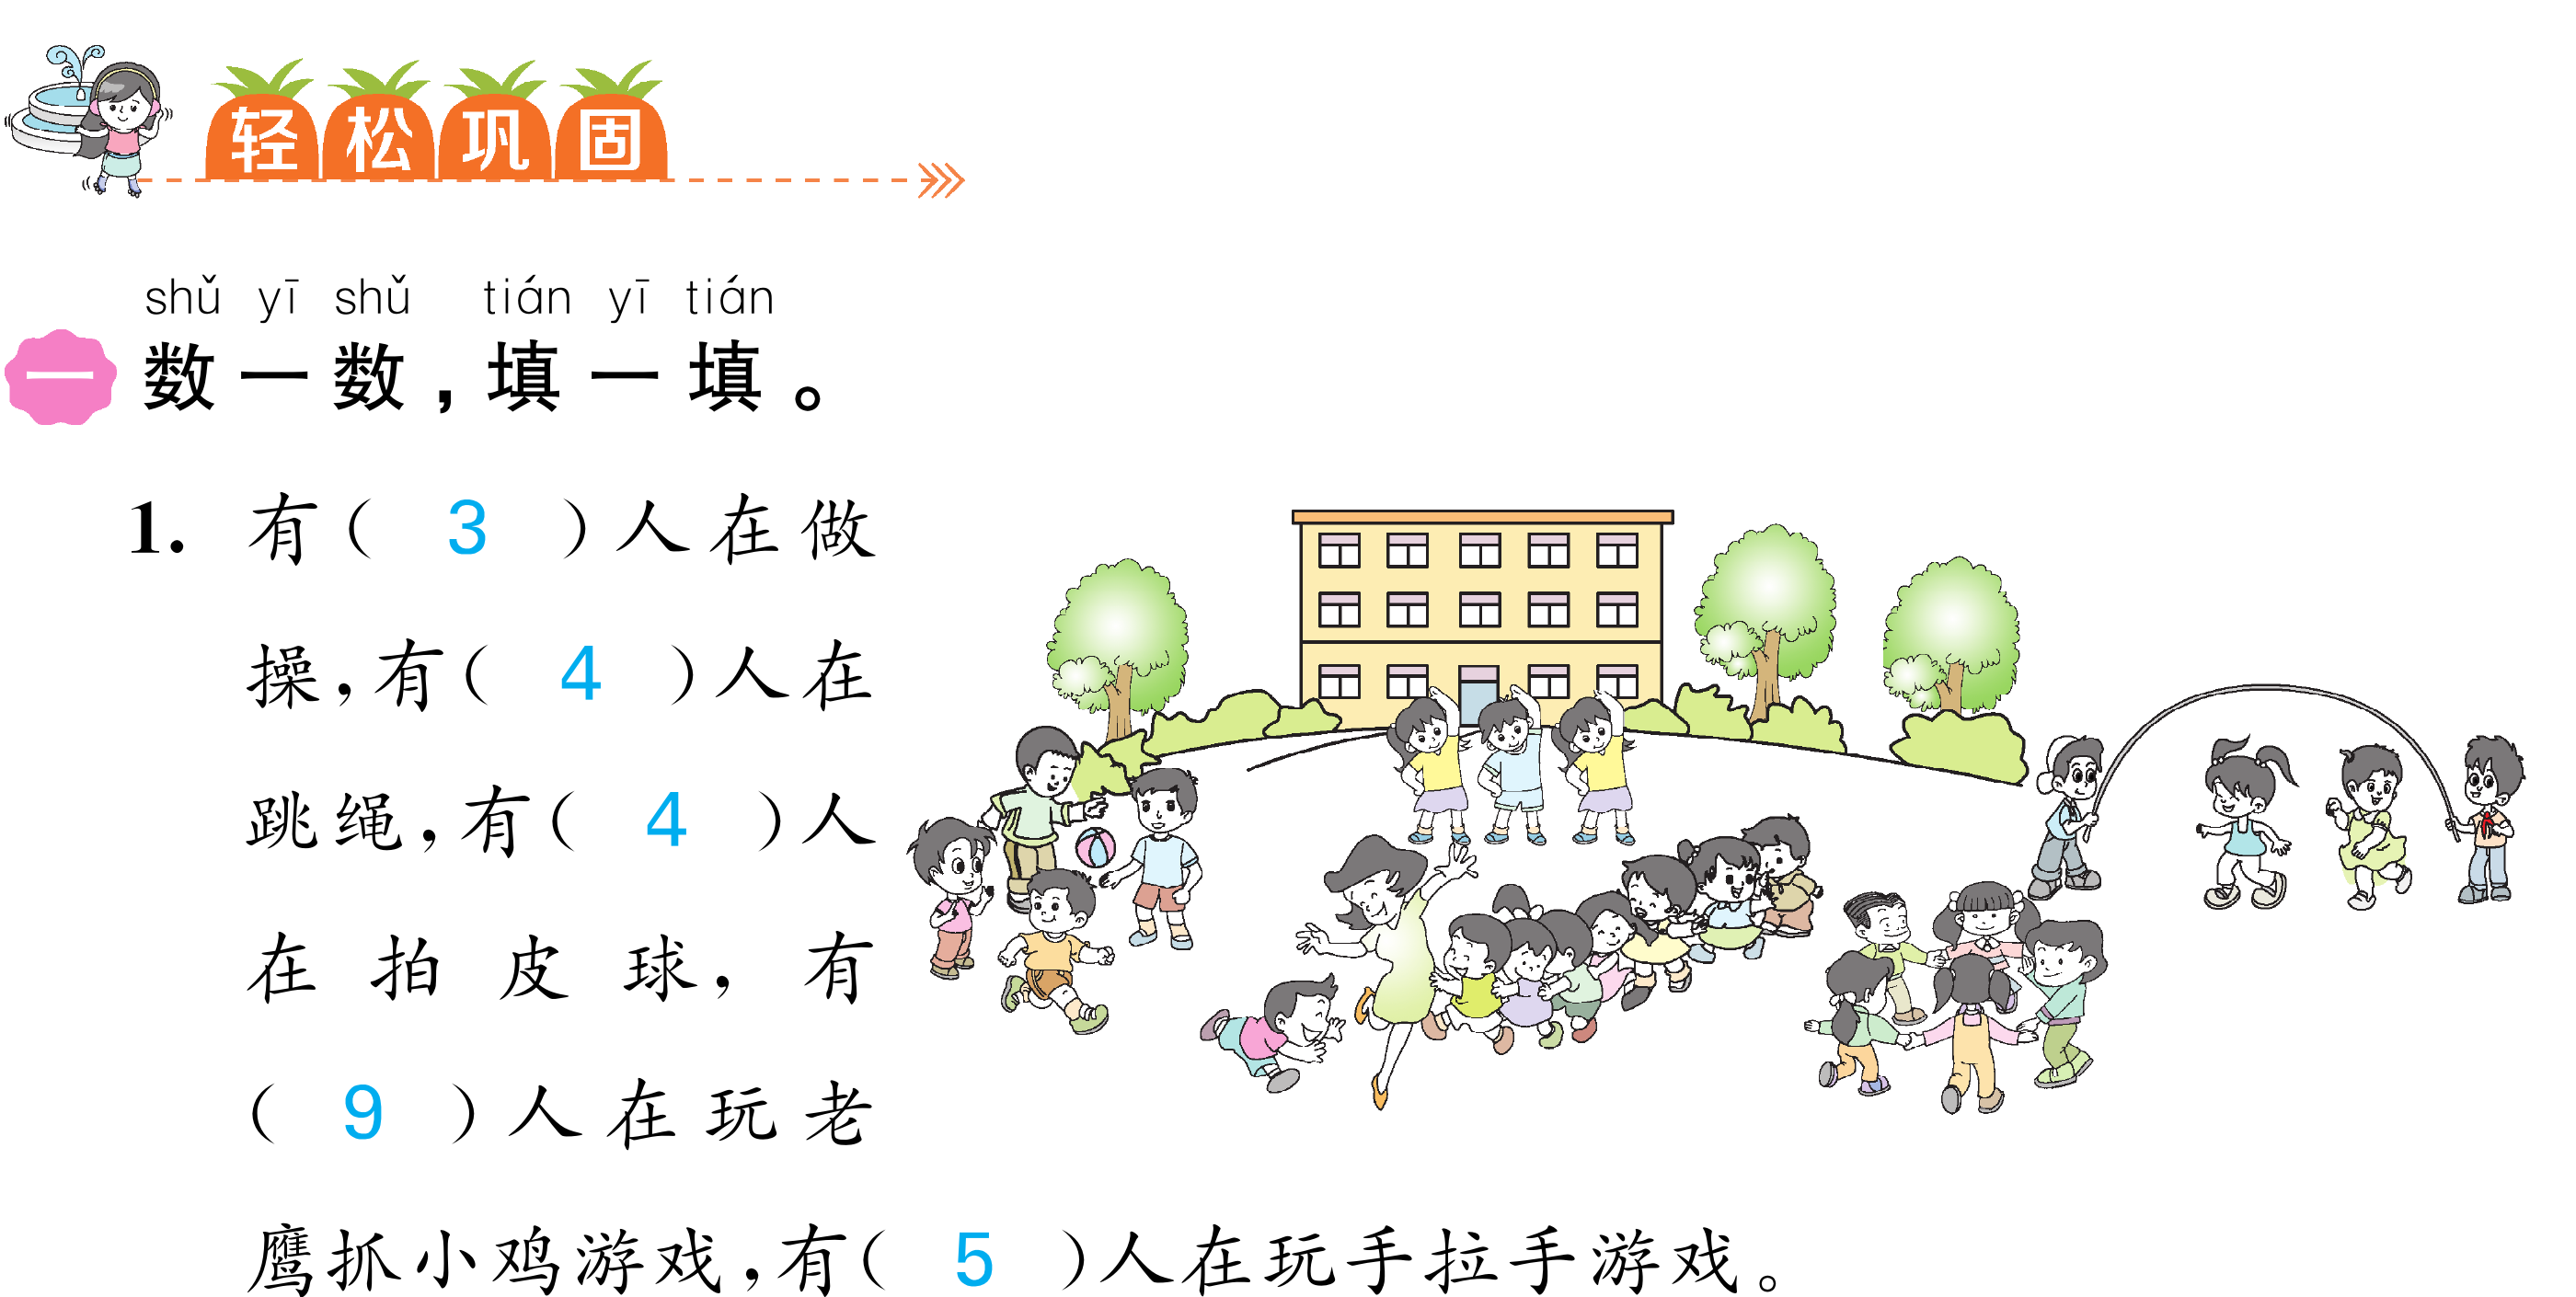 轻松巩固
shǔ yī shǔ tián yī tián
一 数一数,填一填。
1. 有( 3 )人在做
操,有( 4 )人在
跳绳,有( 4 )人
在拍皮球,有
( 9 )人在玩老
鹰抓小鸡游戏,有( 5 )人在玩手拉手游戏。